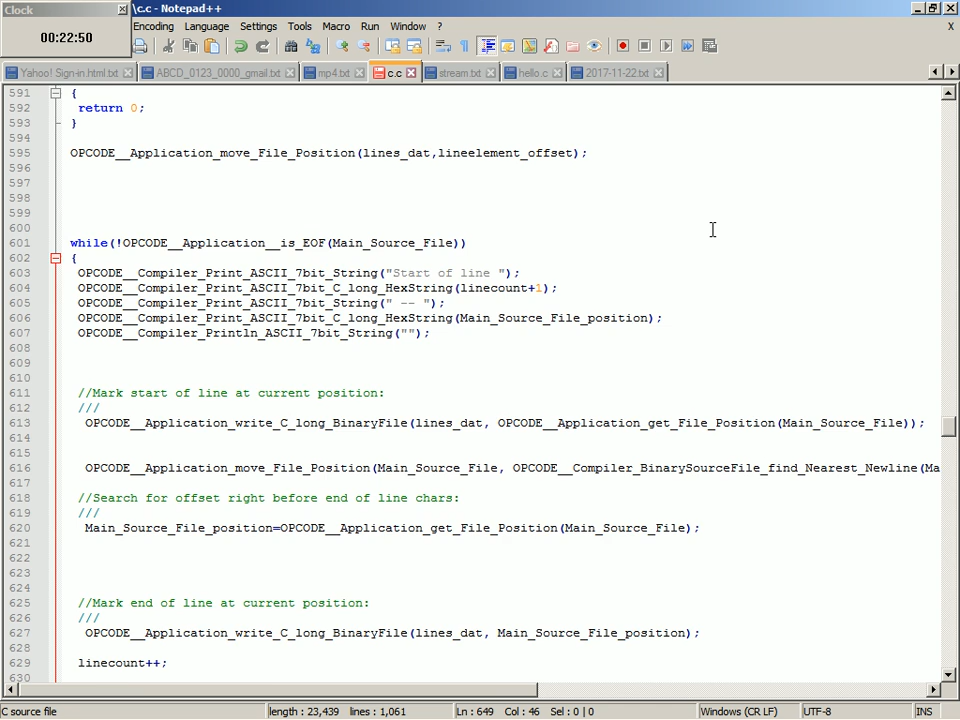 Clock
00:22:50
\c.c - Notepad++
Encoding Language Settings Tools Macro Run Window ? X
Yahoo! Sign-in.html.txt ABCD_0123_0000_gmail.txt mp4.txt c.c stream.txt hello.c 2017-11-22.txt
591 {
592 return 0;
593 }
594
595 OPCODE__Application_move_File_Position(lines_dat,lineelement_offset);
596
597
598
599
600
601 while(!OPCODE__Application__is_EOF(Main_Source_File))
602 {
603 OPCODE__Compiler_Print_ASCII_7bit_String("Start of line ");
604 OPCODE__Compiler_Print_ASCII_7bit_C_long_HexString(linecount+1);
605 OPCODE__Compiler_Print_ASCII_7bit_String(" -- ");
606 OPCODE__Compiler_Print_ASCII_7bit_C_long_HexString(Main_Source_File_position);
607 OPCODE__Compiler_Println_ASCII_7bit_String("");
608
609
610
611 //Mark start of line at current position:
612 ///
613 OPCODE__Application_write_C_long_BinaryFile(lines_dat, OPCODE__Application_get_File_Position(Main_Source_File));
614
615
616 OPCODE__Application_move_File_Position(Main_Source_File, OPCODE__Compiler_BinarySourceFile_find_Nearest_Newline(Ma
617
618 //Search for offset right before end of line chars:
619 ///
620 Main_Source_File_position=OPCODE__Application_get_File_Position(Main_Source_File);
621
622
623
624
625 //Mark end of line at current position:
626 ///
627 OPCODE__Application_write_C_long_BinaryFile(lines_dat, Main_Source_File_position);
628
629 linecount++;
630
C source file length : 23,439 lines : 1,061 Ln : 649 Col : 46 Sel : 0 | 0 Windows (CR LF) UTF-8 INS